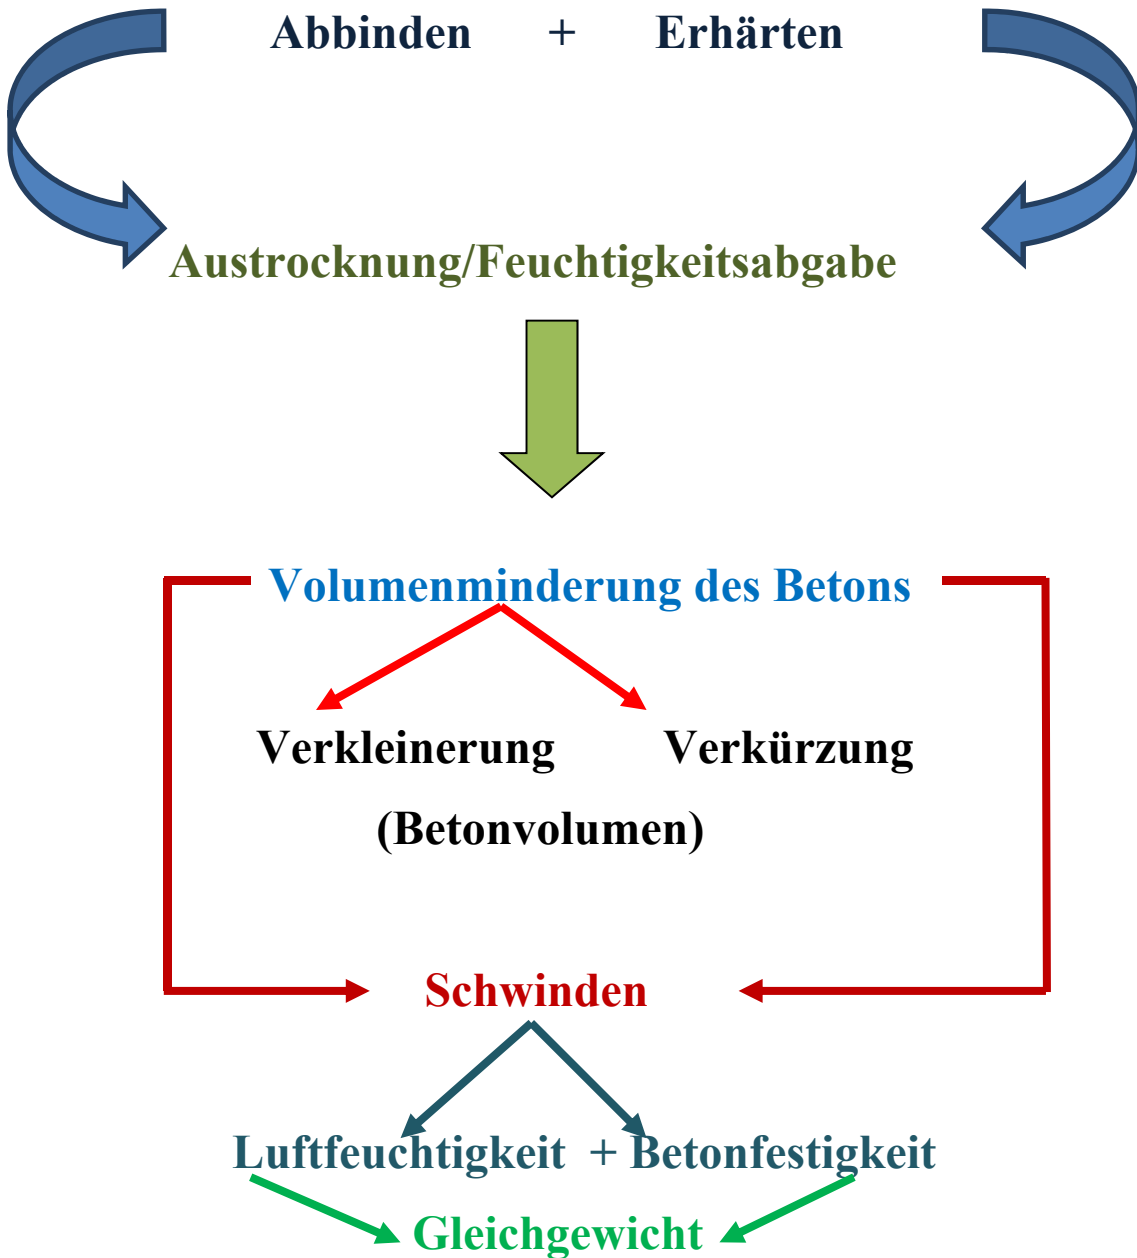 Abbinden + Erhärten
Austrocknung/Feuchtigkeitsabgabe
Volumenminderung des Betons
Verkleinerung Verkürzung
(Betonvolumen)
Schwinden
Luftfeuchtigkeit + Betonfestigkeit
Gleichgewicht